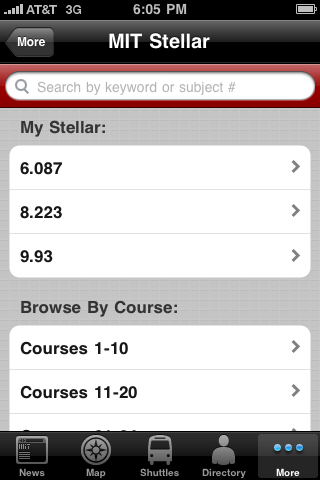 AT&T 3G 6:05 PM
More MIT Stellar
Search by keyword or subject #
My Stellar:
6.087
8.223
9.93
Browse By Course:
Courses 1-10
Courses 11-20
News Map Shuttles Directory More